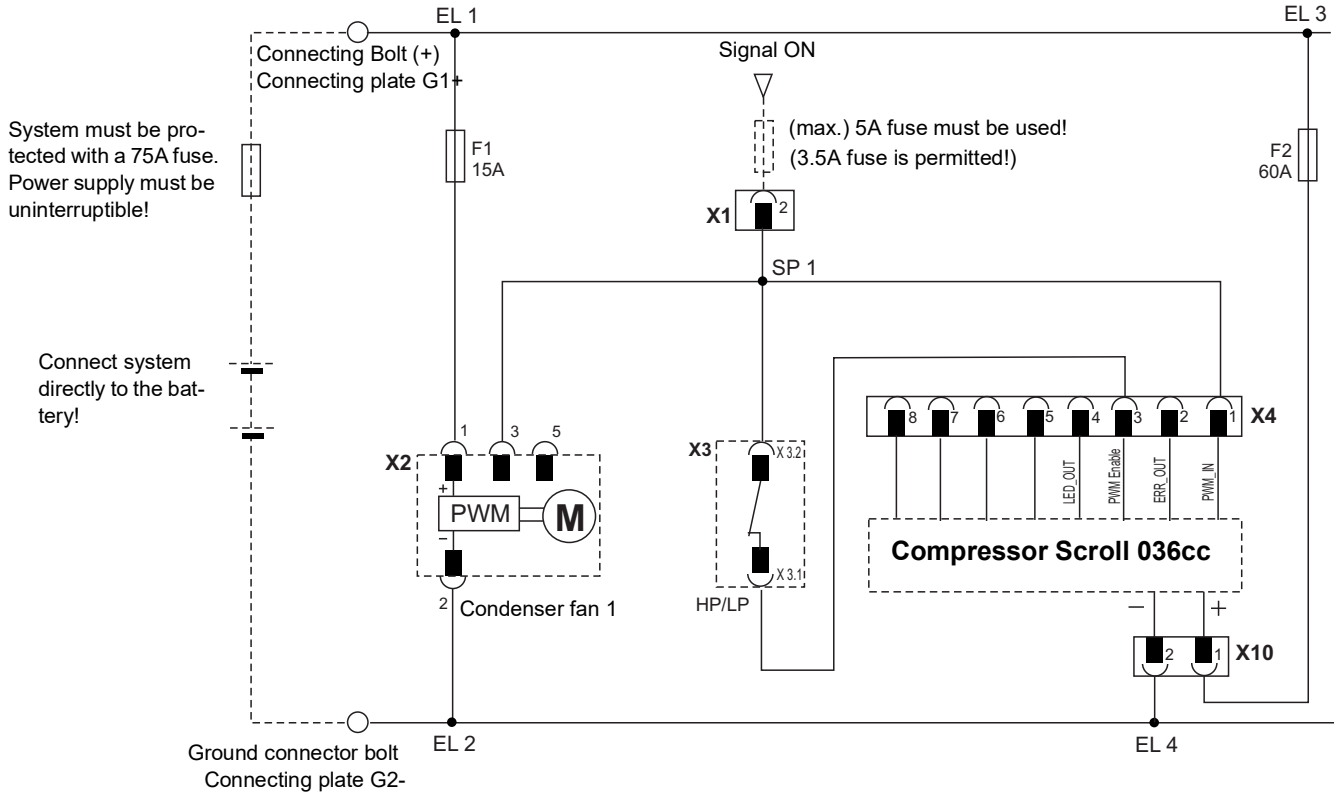 EL 1
EL 3
Connecting Bolt (+)
Connecting plate G1+
Signal ON
System must be pro-
tected with a 75A fuse.
Power supply must be
uninterruptible!
F1
15A
(max.) 5A fuse must be used!
(3.5A fuse is permitted!)
F2
60A
X1
2
SP 1
Connect system
directly to the bat-
tery!
X2
1
3
5
+
PWM
M
−
2
Condenser fan 1
X3
X 3.2
X 3.1
HP/LP
8
7
6
5
4
3
2
1
X4
LED_OUT
PWM Enable
ERR_OUT
PWM_IN
Compressor Scroll 036cc
−
+
2
1
X10
EL 2
EL 4
Ground connector bolt
Connecting plate G2-